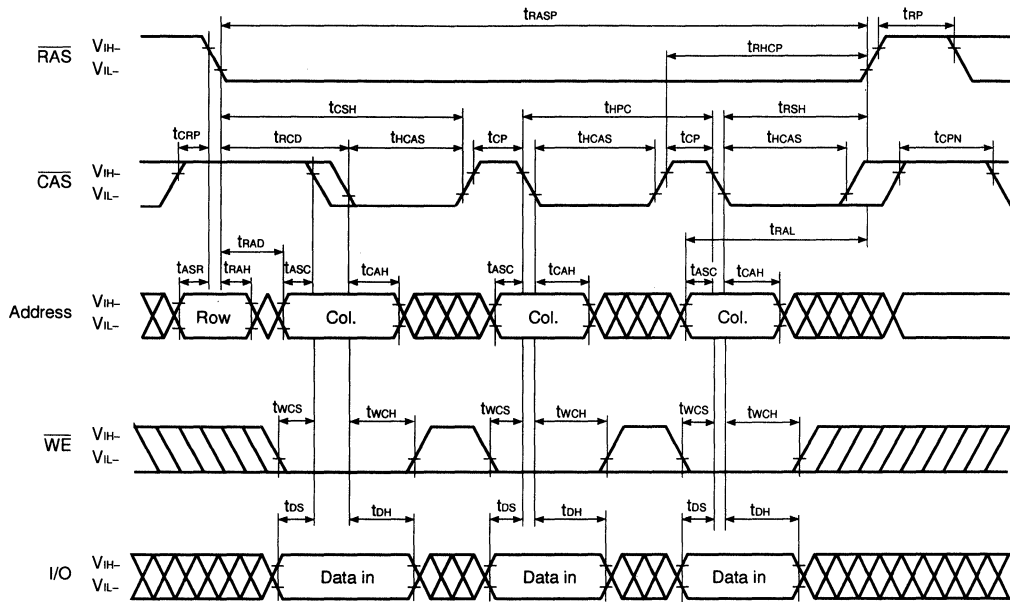 tRASP tRP
RAS VIH– VIL– tRHCP
tCSH tHPC tRSH
tCRP tRCD tHCAS tCP tHCAS tCP tHCAS tCPN
CAS VIH– VIL–
tRAD tRAL
tASR tRAH tASC tCAH tASC tCAH tASC tCAH
Address VIH– VIL– Row Col. Col. Col.
tWCS tWCH tWCS tWCH tWCS tWCH
WE VIH– VIL–
tDS tDH tDS tDH tDS tDH
I/O VIH– VIL– Data in Data in Data in